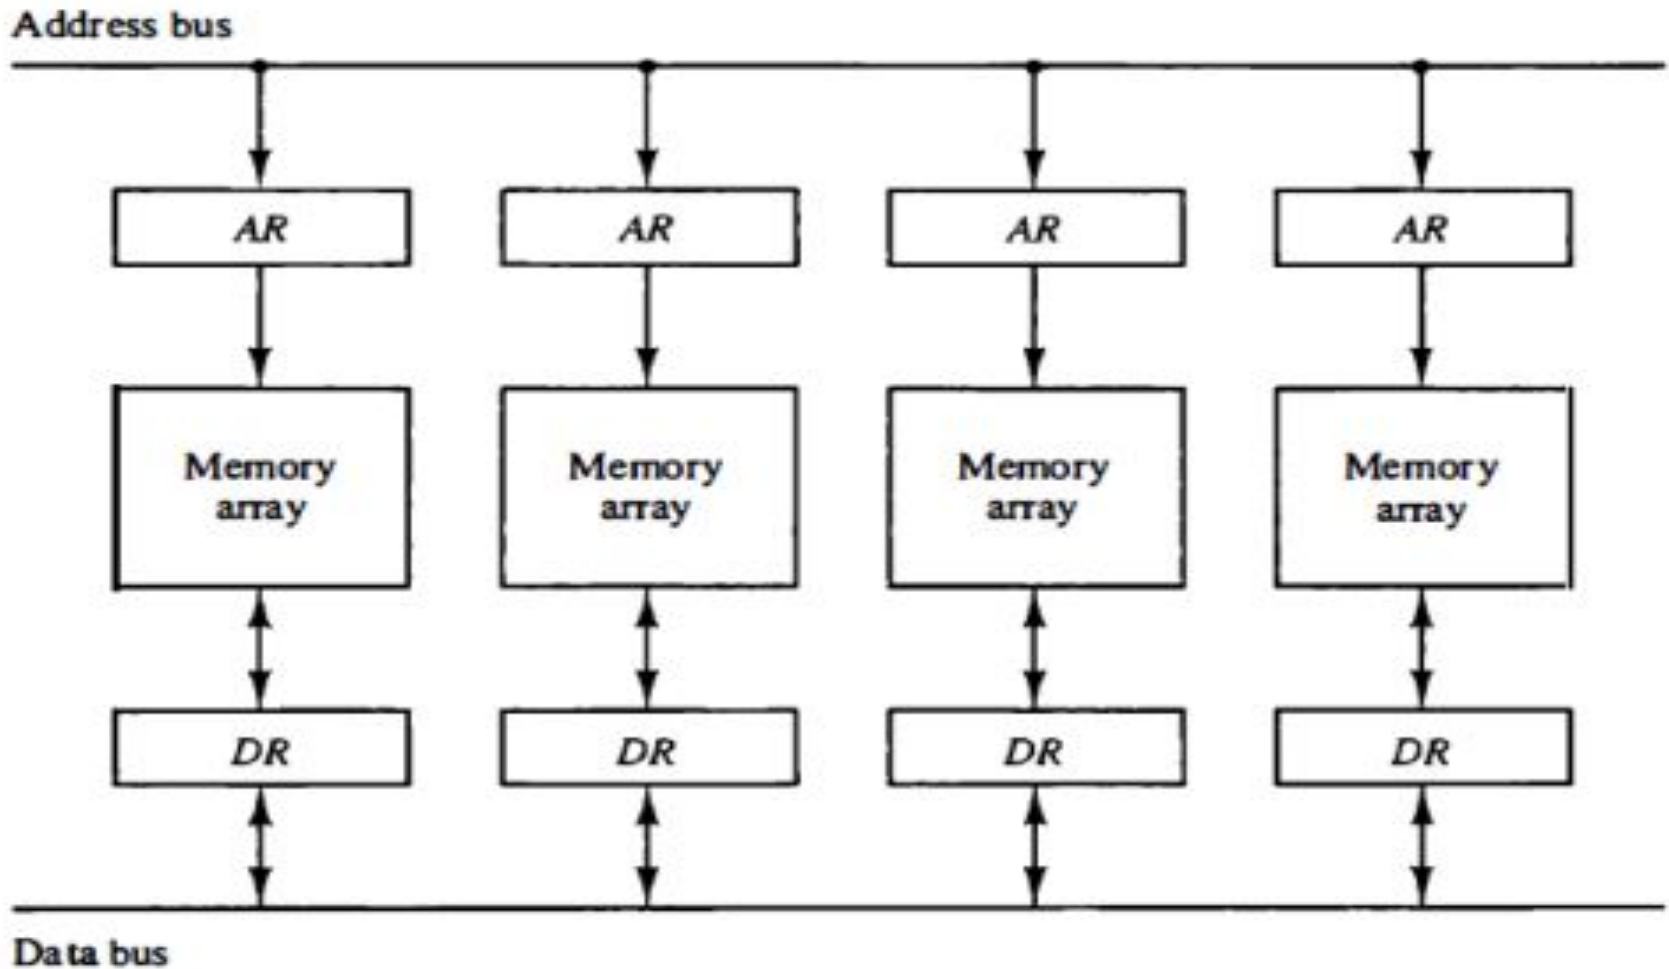 Address bus
AR AR AR AR
Memory Memory Memory Memory
array array array array
DR DR DR DR
Data bus